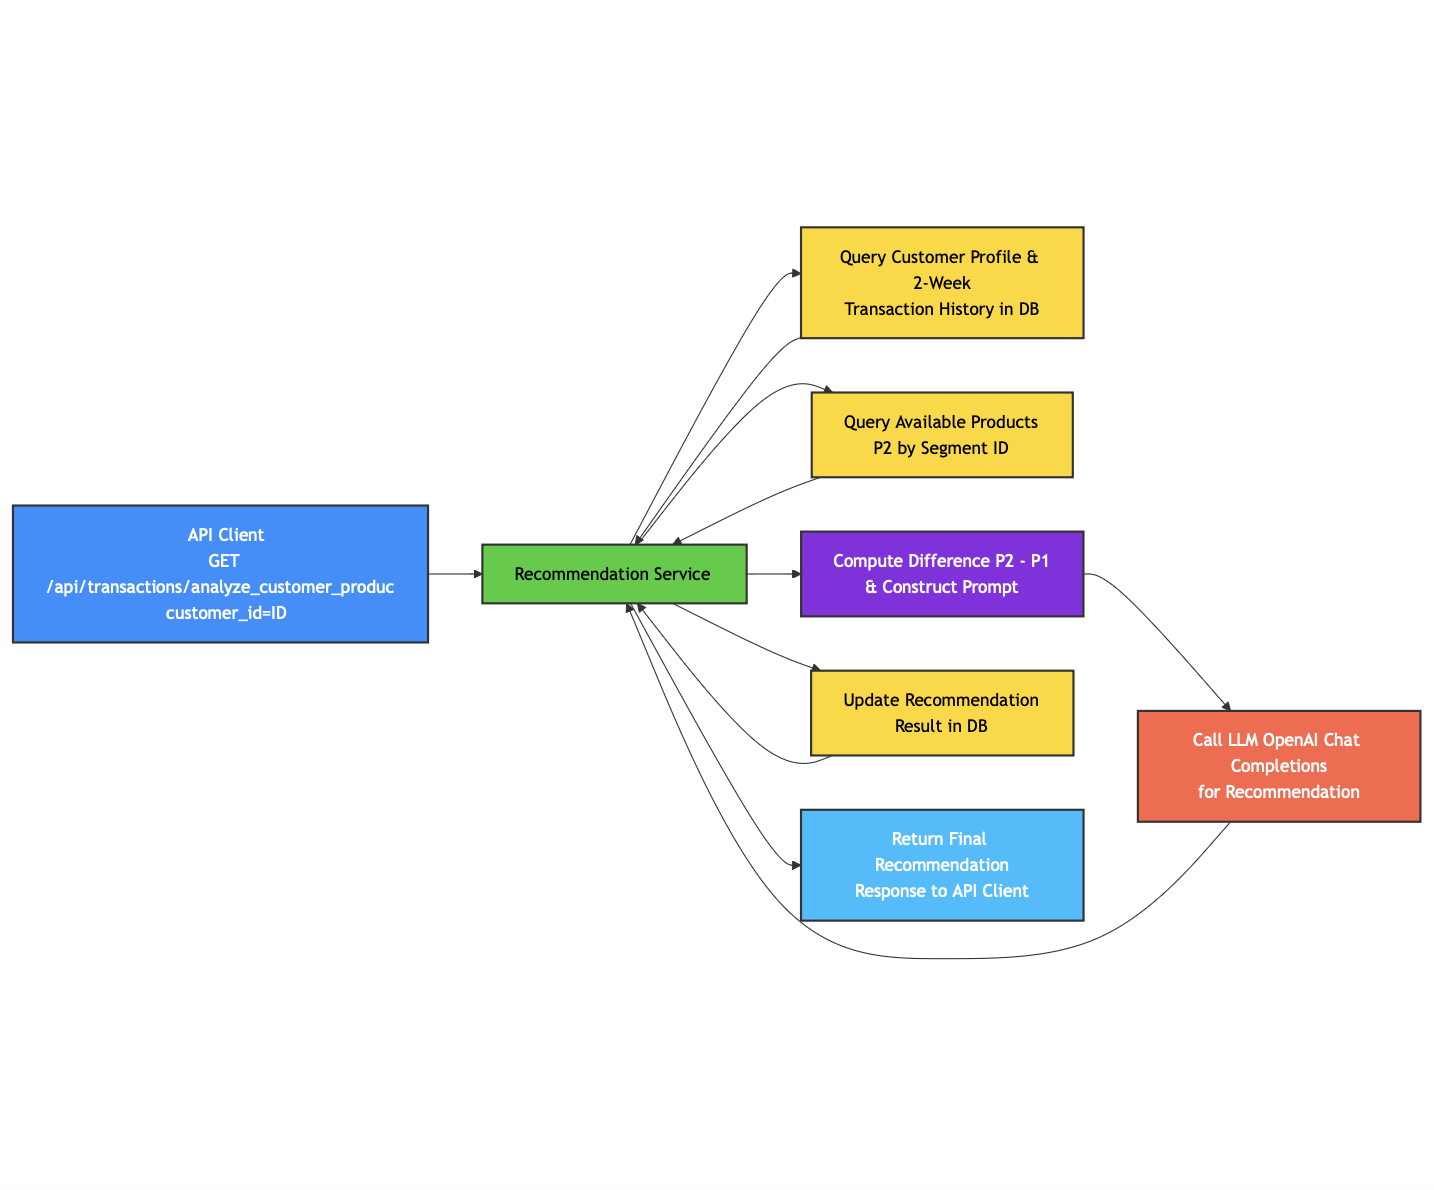 API Client
GET
/api/transactions/analyze_customer_produc
customer_id=ID
Recommendation Service
Query Customer Profile &
2-Week
Transaction History in DB
Query Available Products
P2 by Segment ID
Compute Difference P2 - P1
& Construct Prompt
Update Recommendation
Result in DB
Return Final
Recommendation
Response to API Client
Call LLM OpenAI Chat
Completions
for Recommendation